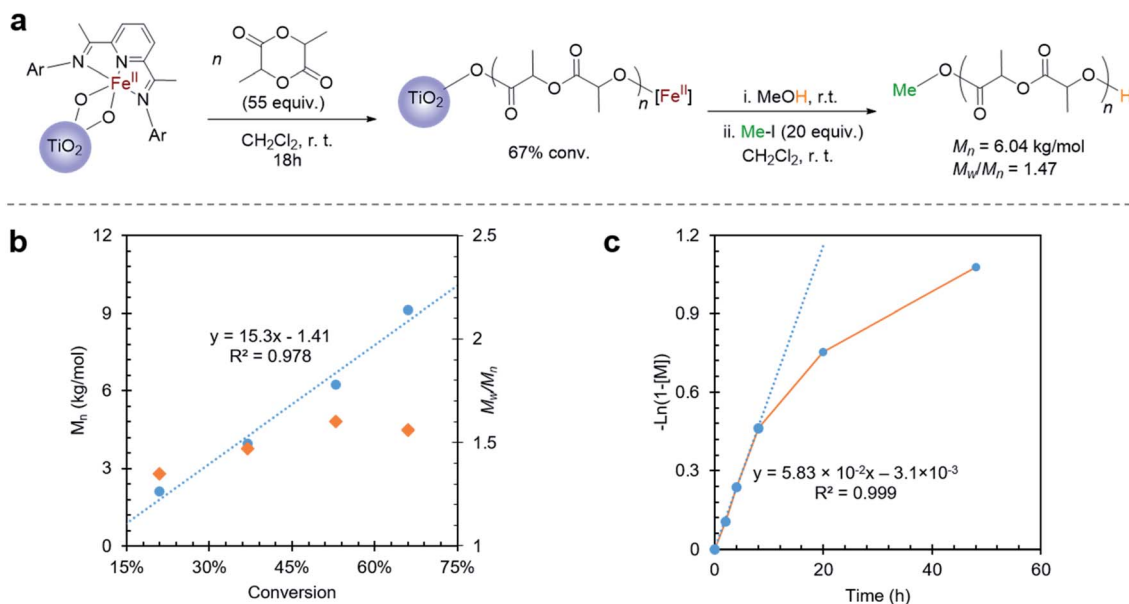 a
Ar
N
N
Fe^II
N
Ar
O
O
TiO2
n
O
O
O
O
(55 equiv.)
CH2Cl2, r. t.
18h
TiO2
O
O
O
O
O
n
[Fe^II]
67% conv.
i. MeOH, r.t.
ii. Me-I (20 equiv.)
CH2Cl2, r. t.
Me
O
O
O
O
O
n
H
Mn = 6.04 kg/mol
Mw/Mn = 1.47
b
Mn (kg/mol)
12
9
6
3
0
y = 15.3x - 1.41
R² = 0.978
2.5
2
1.5
1
Mw/Mn
15%
30%
45%
60%
75%
Conversion
c
-Ln(1-[M])
1.2
0.9
0.6
0.3
0
y = 5.83 × 10⁻²x – 3.1×10⁻³
R² = 0.999
0
20
40
60
Time (h)